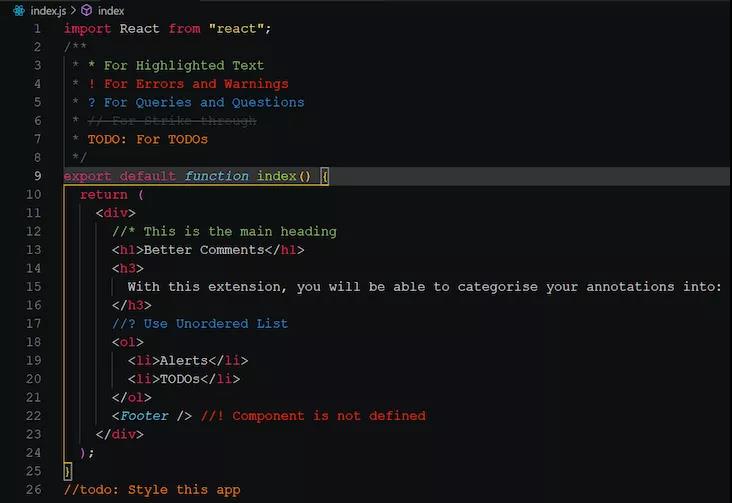 index.js > index
1 import React from "react";
2 /**
3  * * For Highlighted Text
4  * ! For Errors and Warnings
5  * ? For Queries and Questions
6  * // For Strike through
7  * TODO: For TODOs
8  */
9 export default function index() {
10   return (
11     <div>
12       //* This is the main heading
13       <h1>Better Comments</h1>
14       <h3>
15         With this extension, you will be able to categorise your annotations into:
16       </h3>
17       //? Use Unordered List
18       <ol>
19         <li>Alerts</li>
20         <li>TODOs</li>
21       </ol>
22       <Footer /> //! Component is not defined
23     </div>
24   );
25 }
26 //todo: Style this app